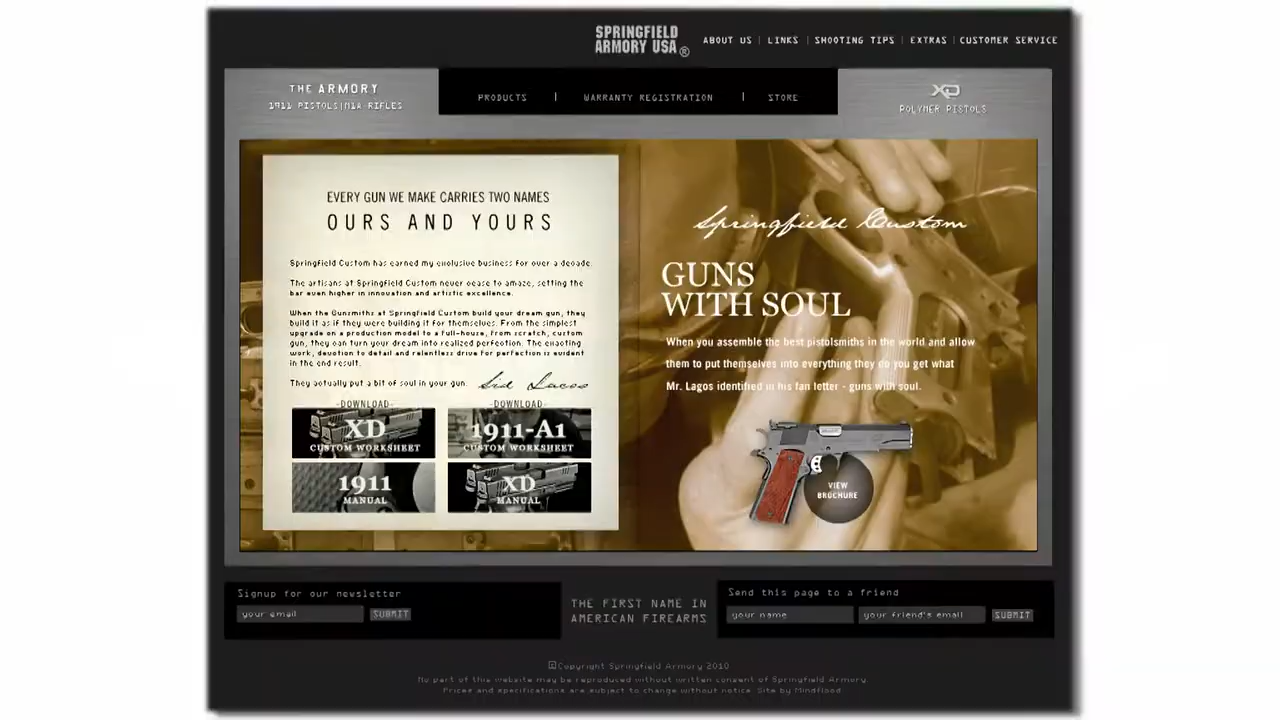 SPRINGFIELD
ARMORY USA®
ABOUT US | LINKS | SHOOTING TIPS | EXTRAS | CUSTOMER SERVICE
THE ARMORY
1911 PISTOLS|M1A RIFLES
PRODUCTS | WARRANTY REGISTRATION | STORE
XD
POLYMER PISTOLS
EVERY GUN WE MAKE CARRIES TWO NAMES
OURS AND YOURS
Springfield Custom has earned my exclusive business for over a decade.
The artisans at Springfield Custom never cease to amaze, setting the
bar even higher in innovation and artistic excellence.
When the Gunsmiths at Springfield Custom build your dream gun, they
build it as if they were building it for themselves. From the simplest
upgrade on a production model to a full-house, from scratch, custom
gun, they can turn your dream into realized perfection. The exacting
work, devotion to detail and relentless drive for perfection is evident
in the end result.
They actually put a bit of soul in your gun. Sid Lagos
-DOWNLOAD-
XD
CUSTOM WORKSHEET
-DOWNLOAD-
1911-A1
CUSTOM WORKSHEET
1911
MANUAL
XD
MANUAL
Springfield Custom
GUNS
WITH SOUL
When you assemble the best pistolsmiths in the world and allow
them to put themselves into everything they do you get what
Mr. Lagos identified in his fan letter - guns with soul.
VIEW
BROCHURE
Signup for our newsletter
your email SUBMIT
THE FIRST NAME IN
AMERICAN FIREARMS
Send this page to a friend
your name your friend's email SUBMIT
©Copyright Springfield Armory 2010
No part of this website may be reproduced without written consent of Springfield Armory.
Prices and specifications are subject to change without notice. Site by Mindflood